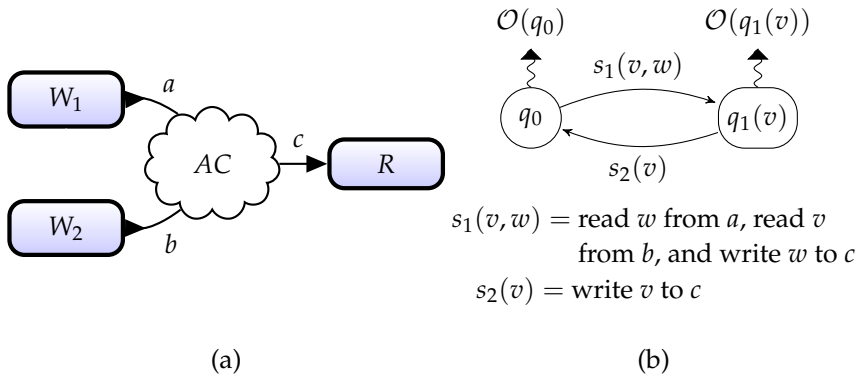 W₁
a
AC
c
R
W₂
b
(a)
𝒪(q₀)
𝒪(q₁(v))
s₁(v, w)
q₀
q₁(v)
s₂(v)
s₁(v, w) = read w from a, read v
from b, and write w to c
s₂(v) = write v to c
(b)